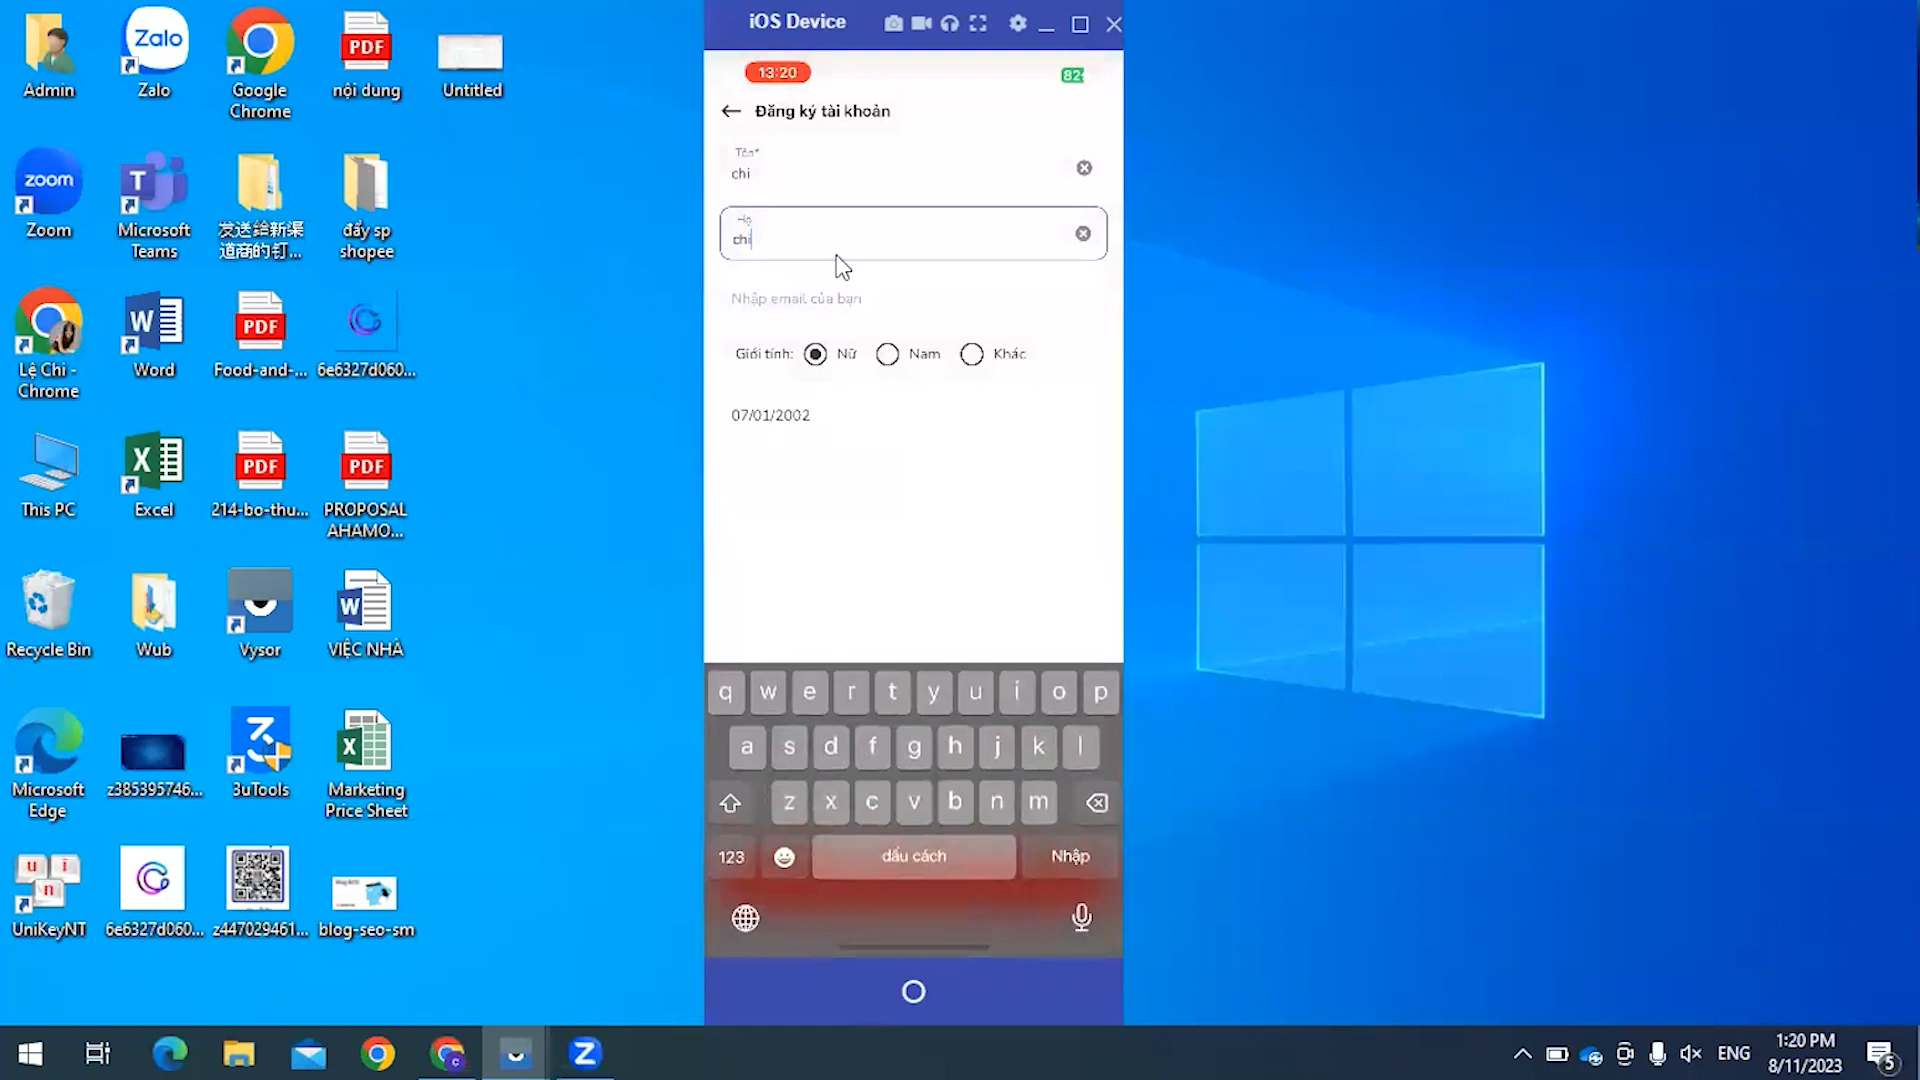 Admin
Zalo
Zalo
Google
Chrome
PDF
nội dung
Untitled
zoom
Zoom
T
Microsoft
Teams
发送给新渠
道商的钉...
đẩy sp
shopee
Lệ Chi -
Chrome
W
Word
PDF
Food-and-...
6e6327d060...
This PC
X
Excel
PDF
214-bo-thu...
PDF
PROPOSAL
AHAMO...
Recycle Bin
Wub
Vysor
W
VIỆC NHÀ
Microsoft
Edge
z385395746...
3uTools
X
Marketing
Price Sheet
u i
n
UniKeyNT
6e6327d060...
z447029461...
blog-seo-sm
iOS Device
13:20
82
Đăng ký tài khoản
Tên*
chi
Họ
chi
Nhập email của bạn
Giới tính: Nữ Nam Khác
07/01/2002
q w e r t y u i o p
a s d f g h j k l
z x c v b n m
123 dấu cách Nhập
C
Z
ENG
1:20 PM
8/11/2023
5